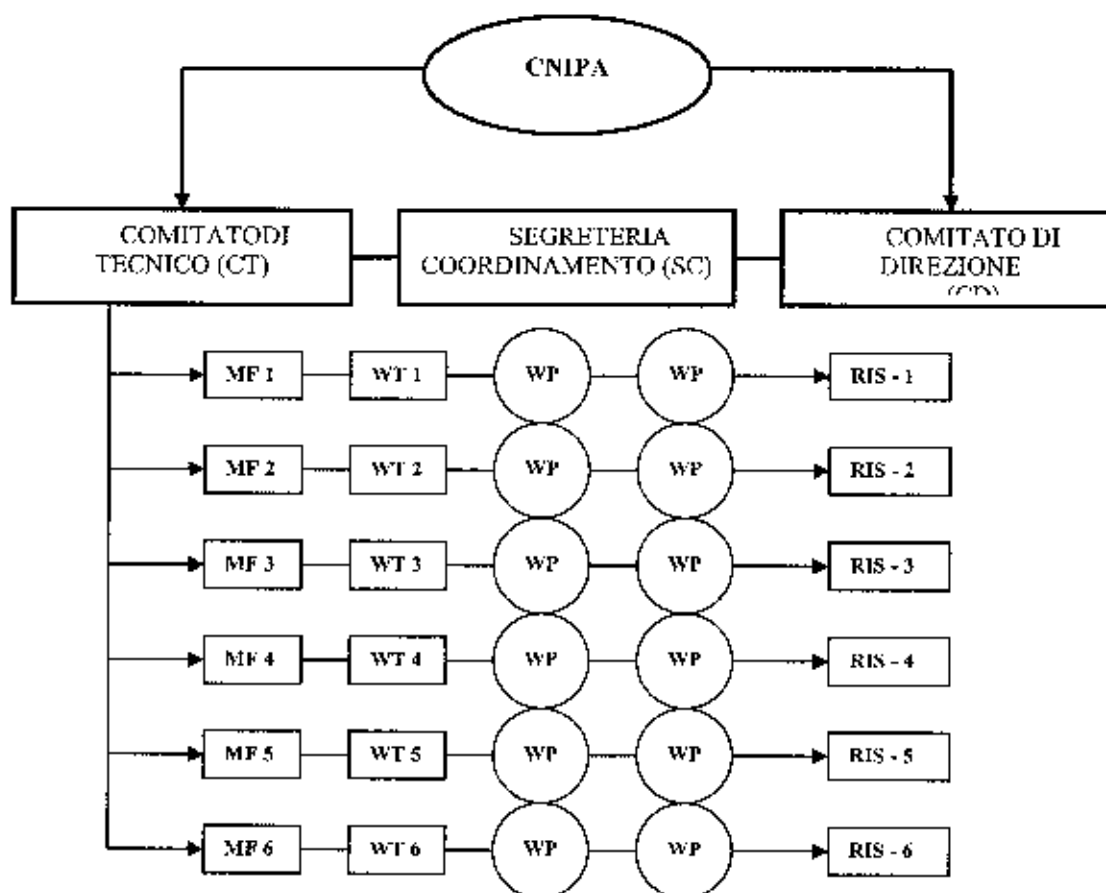 CNIPA
COMITATODI
TECNICO (CT)
SEGRETERIA
COORDINAMENTO (SC)
COMITATO DI
DIREZIONE
(CD)
MF 1 WT 1 WP WP RIS - 1
MF 2 WT 2 WP WP RIS - 2
MF 3 WT 3 WP WP RIS - 3
MF 4 WT 4 WP WP RIS - 4
MF 5 WT 5 WP WP RIS - 5
MF 6 WT 6 WP WP RIS - 6